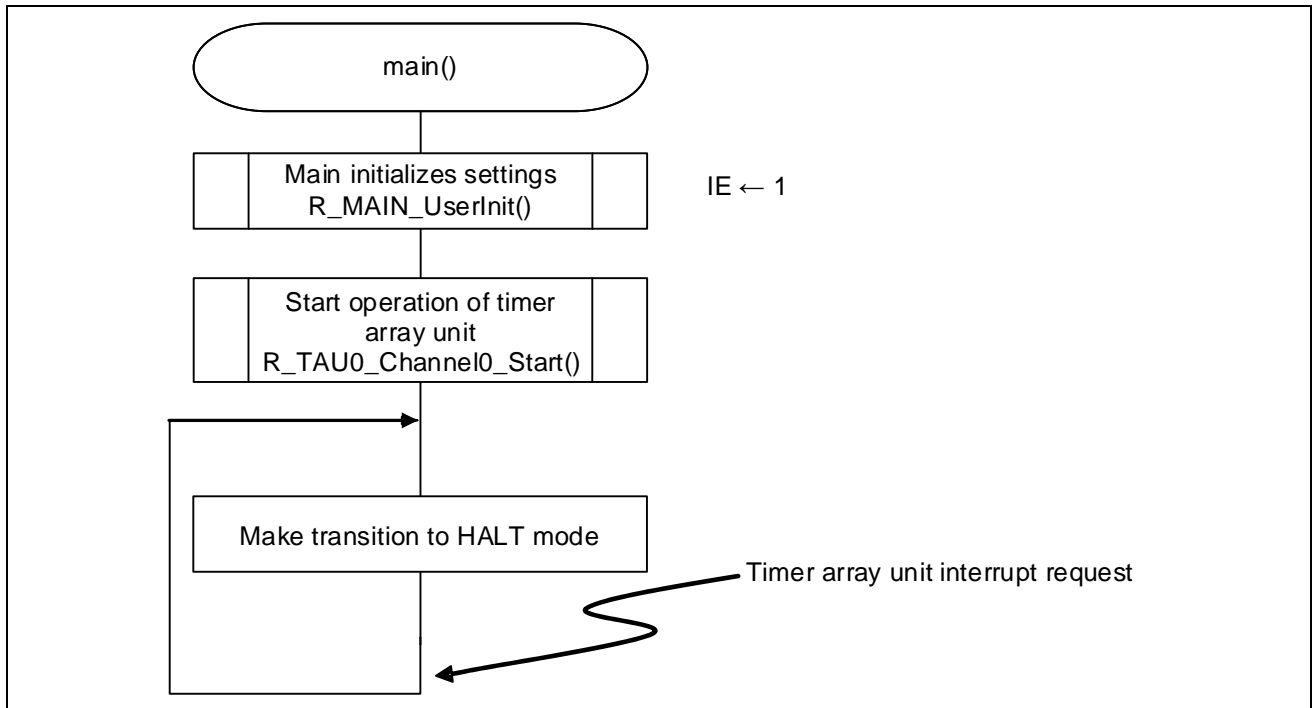 main()
Main initializes settings
R_MAIN_UserInit()
IE ← 1
Start operation of timer
array unit
R_TAU0_Channel0_Start()
Make transition to HALT mode
Timer array unit interrupt request